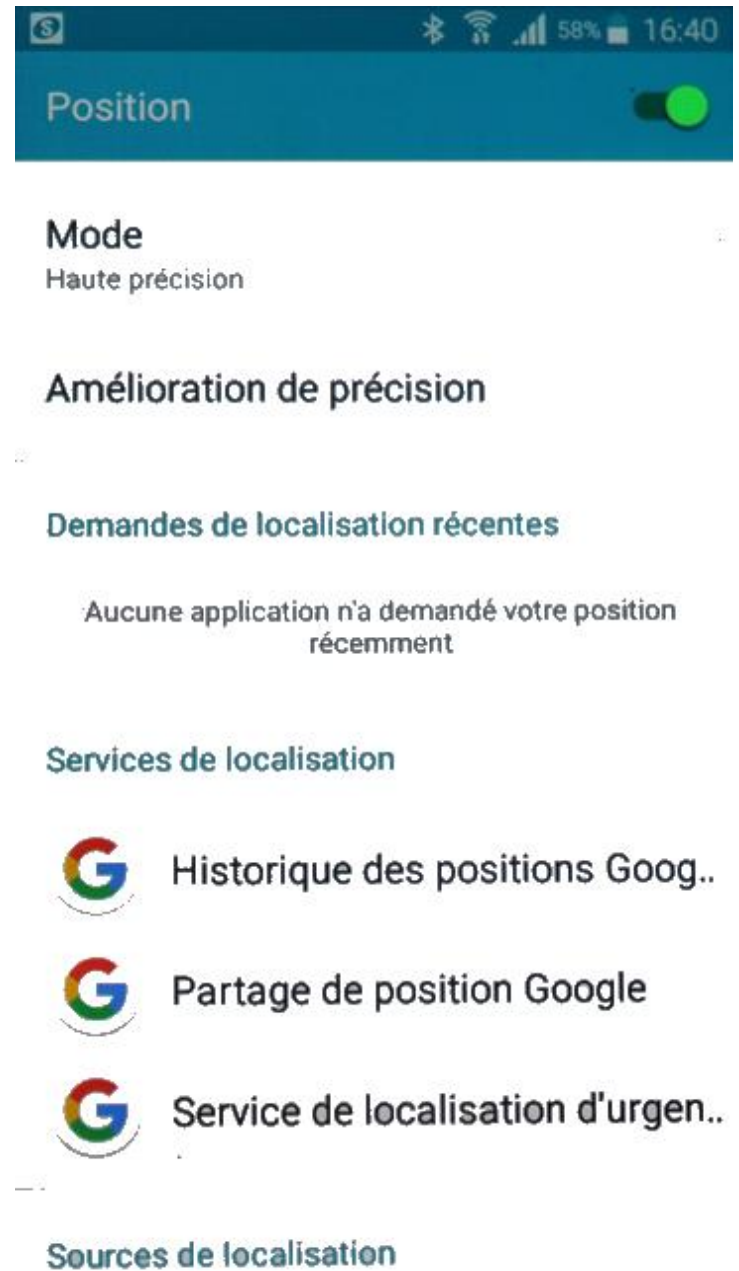 58% 16:40
Position
Mode
Haute précision
Amélioration de précision
Demandes de localisation récentes
Aucune application n'a demandé votre position
récemment
Services de localisation
Historique des positions Goog..
Partage de position Google
Service de localisation d'urgen..
Sources de localisation